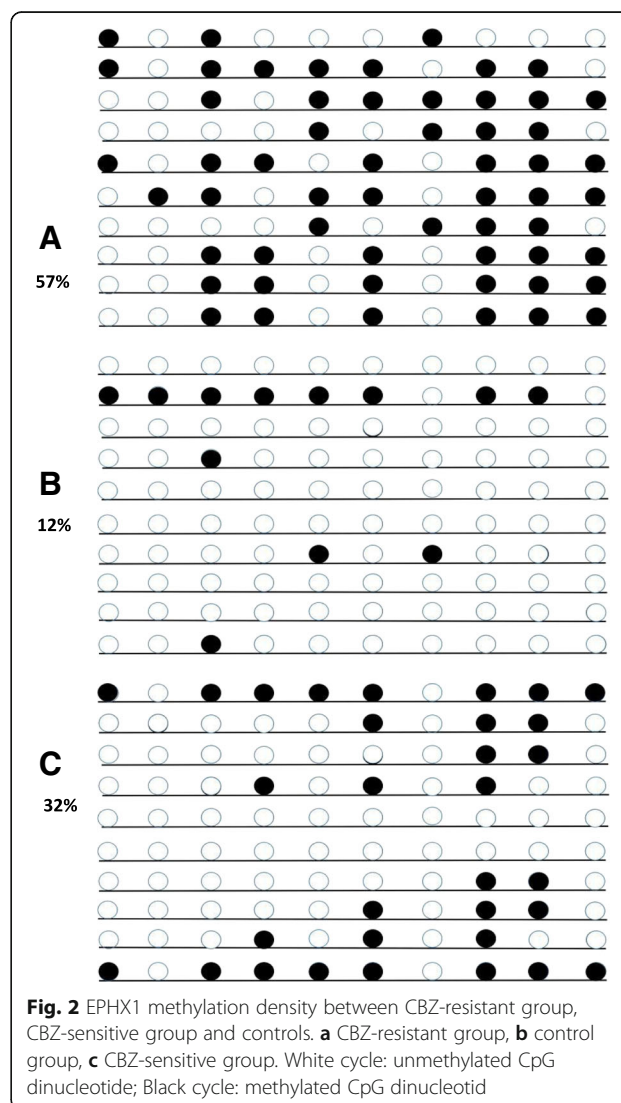 A
57%
B
12%
C
32%
Fig. 2 EPHX1 methylation density between CBZ-resistant group,
CBZ-sensitive group and controls. a CBZ-resistant group, b control
group, c CBZ-sensitive group. White cycle: unmethylated CpG
dinucleotide; Black cycle: methylated CpG dinucleotid